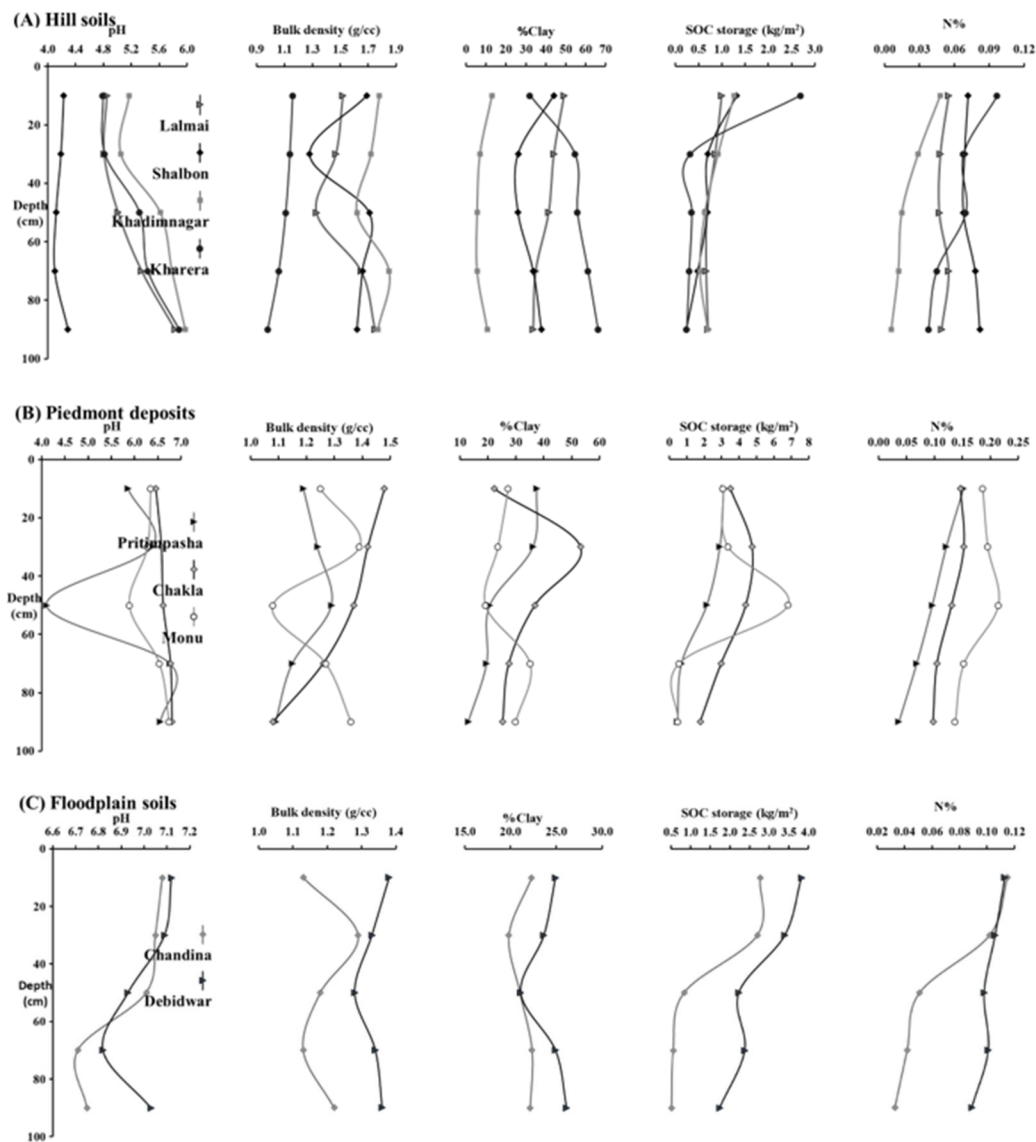 (A) Hill soils
pH
Bulk density (g/cc)
%Clay
SOC storage (kg/m²)
N%
4.0 4.4 4.8 5.2 5.6 6.0
0.9 1.1 1.3 1.5 1.7 1.9
0 10 20 30 40 50 60 70
0.0 0.5 1.0 1.5 2.0 2.5 3.0
0.00 0.03 0.06 0.09 0.12
0
20
Lalmai
40
Shalbon
Depth
(cm)
Khadimnagar
60
Kharera
80
100
(B) Piedmont deposits
pH
Bulk density (g/cc)
%Clay
SOC storage (kg/m²)
N%
4.0 4.5 5.0 5.5 6.0 6.5 7.0
1.0 1.1 1.2 1.3 1.4 1.5
10 20 30 40 50 60
0 1 2 3 4 5 6 7 8
0.00 0.05 0.10 0.15 0.20 0.25
0
20
Pritimpasha
40
Chakla
Depth
(cm)
Monu
60
80
100
(C) Floodplain soils
pH
Bulk density (g/cc)
%Clay
SOC storage (kg/m²)
N%
6.6 6.7 6.8 6.9 7.0 7.1 7.2
1.0 1.1 1.2 1.3 1.4
15.0 20.0 25.0 30.0
0.5 1.0 1.5 2.0 2.5 3.0 3.5 4.0
0.02 0.04 0.06 0.08 0.10 0.12
0
20
Chandina
40
Depth
(cm)
Debidwar
60
80
100